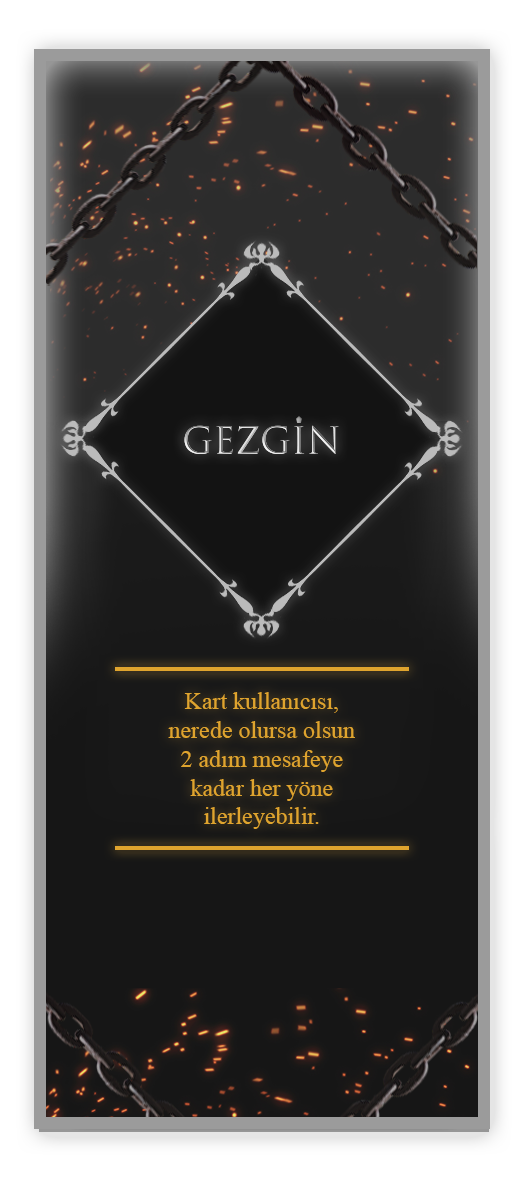 GEZGİN
Kart kullanıcısı,
nerede olursa olsun
2 adım mesafeye
kadar her yöne
ilerleyebilir.